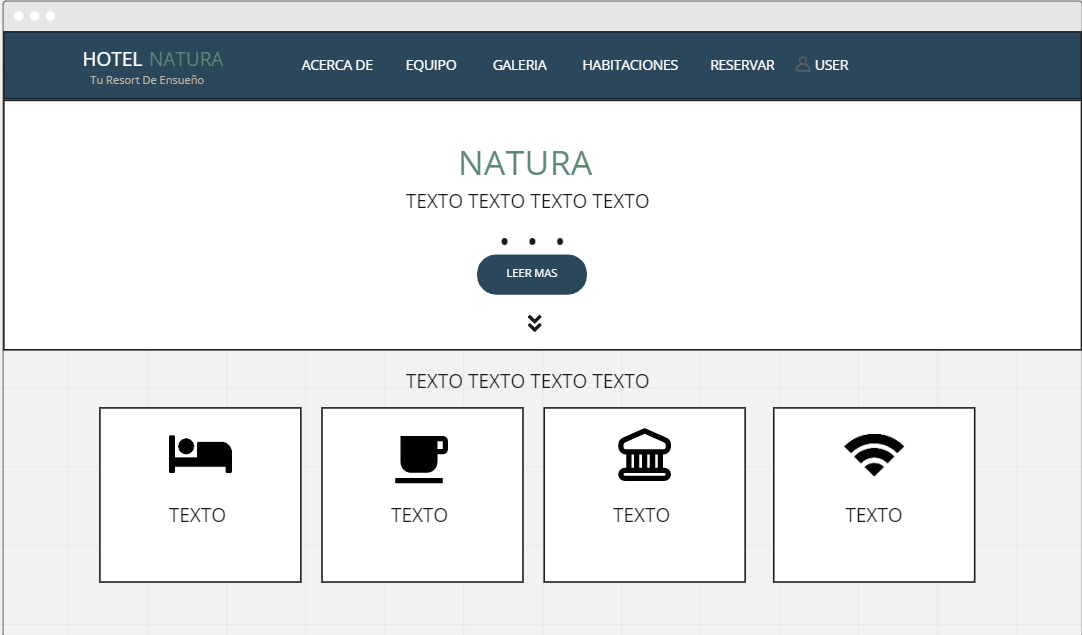 HOTEL NATURA
Tu Resort De Ensueño
ACERCA DE EQUIPO GALERIA HABITACIONES RESERVAR USER
NATURA
TEXTO TEXTO TEXTO TEXTO
LEER MAS
TEXTO TEXTO TEXTO TEXTO
TEXTO TEXTO TEXTO TEXTO